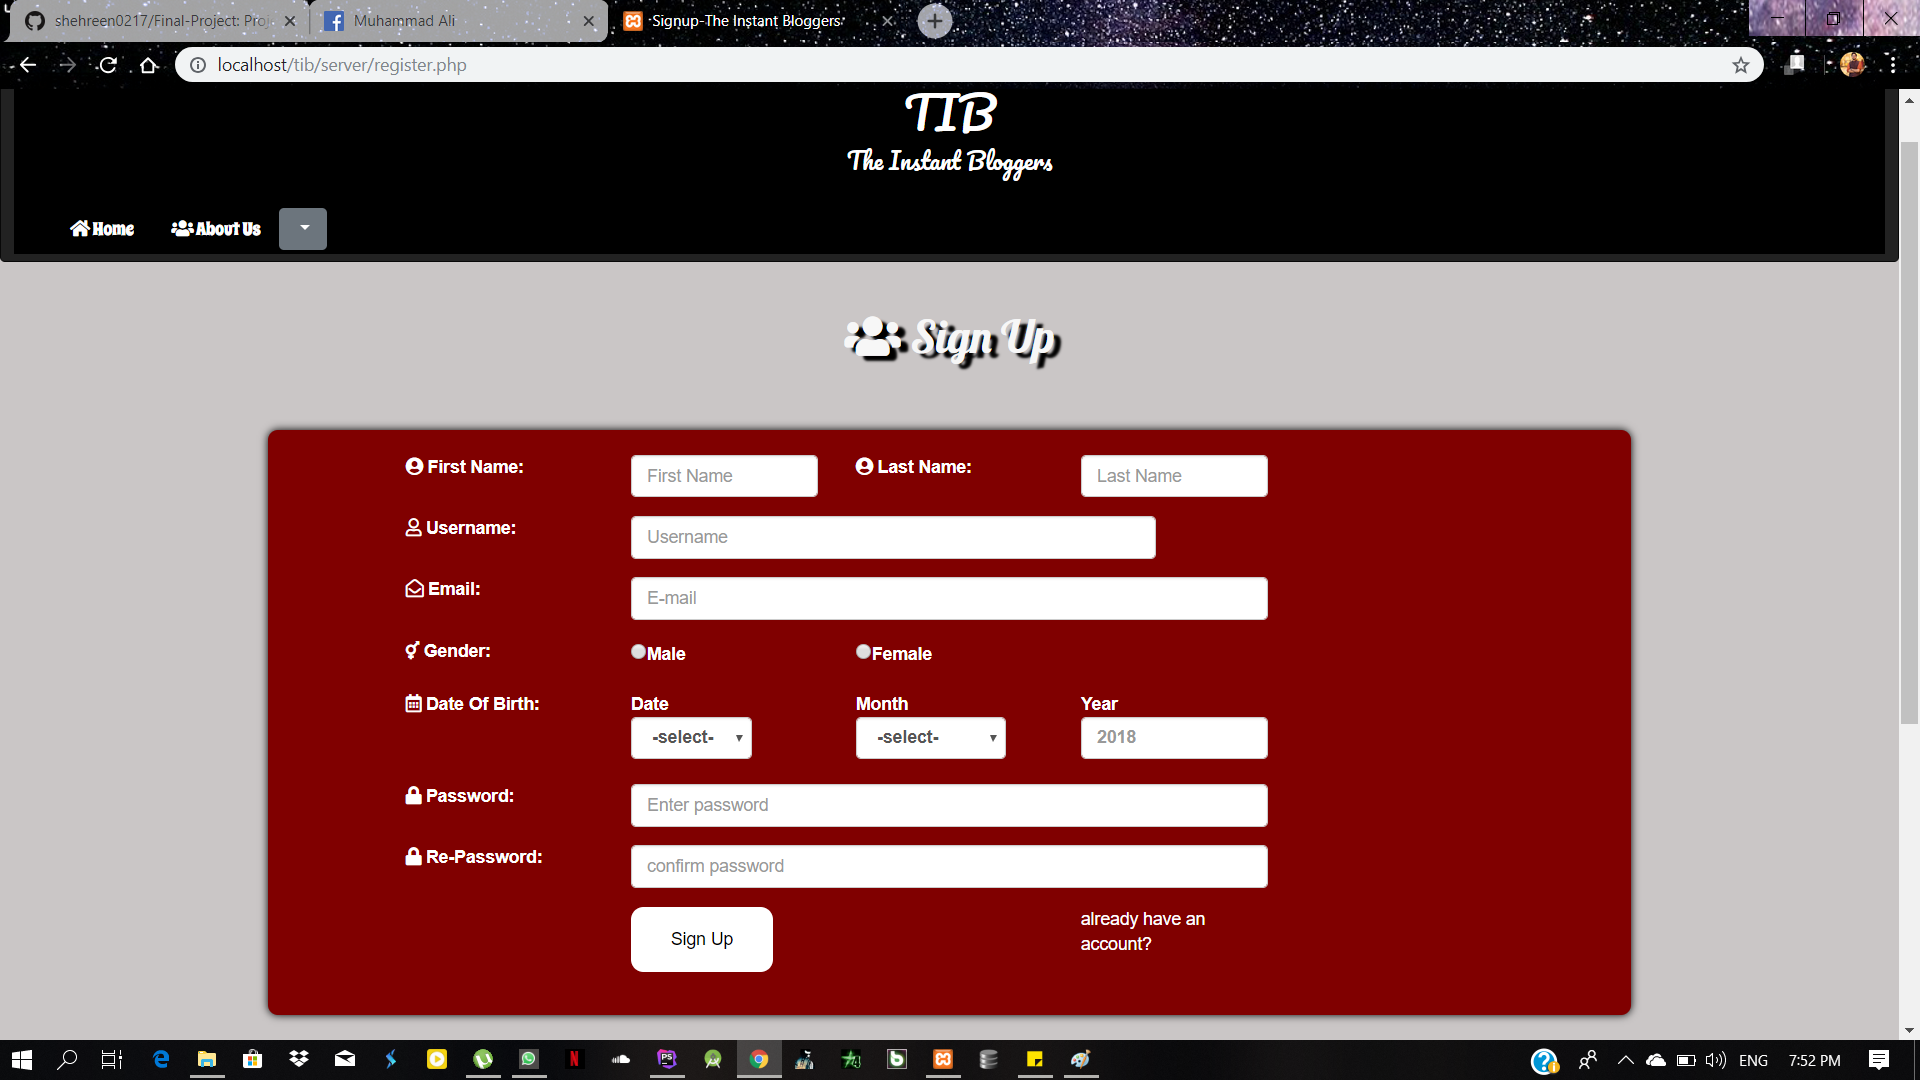 shehreen0217/Final-Project: Proj
Muhammad Ali
Signup-The Instant Bloggers
localhost/tib/server/register.php
TIB
The Instant Bloggers
Home
About Us
Sign Up
First Name:
First Name
Last Name:
Last Name
Username:
Username
Email:
E-mail
Gender:
Male
Female
Date Of Birth:
Date
Month
Year
-select-
-select-
2018
Password:
Enter password
Re-Password:
confirm password
Sign Up
already have an
account?
ENG
7:52 PM